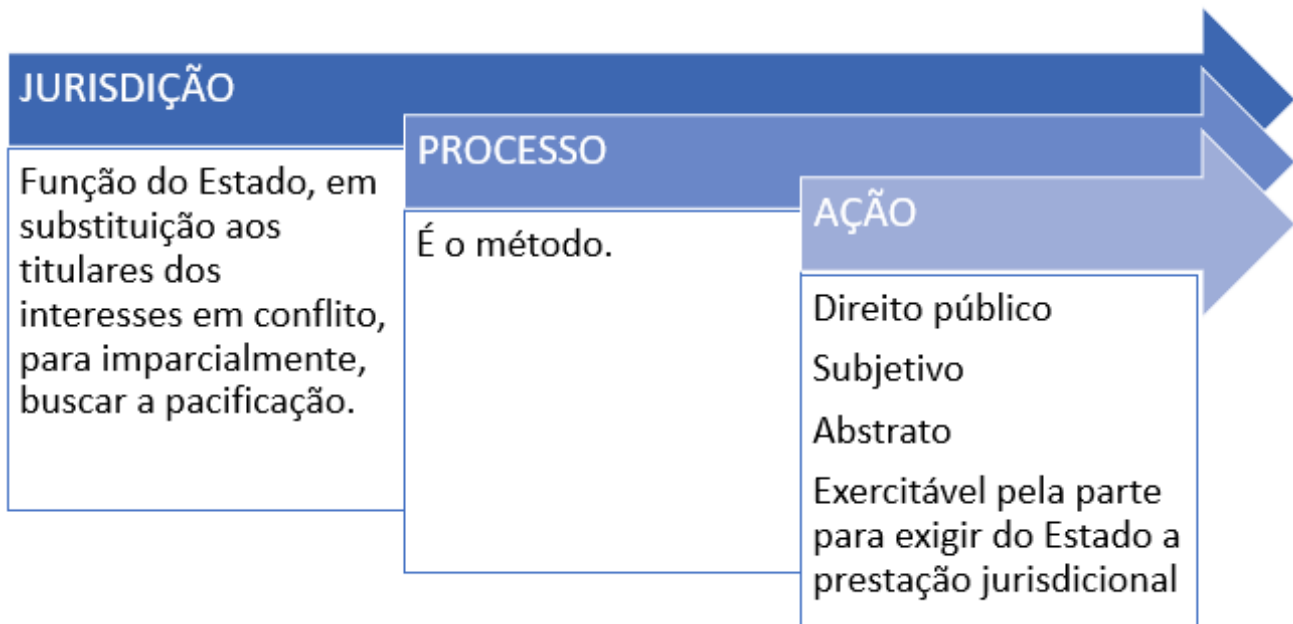 JURISDIÇÃO
Função do Estado, em
substituição aos
titulares dos
interesses em conflito,
para imparcialmente,
buscar a pacificação.
PROCESSO
É o método.
AÇÃO
Direito público
Subjetivo
Abstrato
Exercitável pela parte
para exigir do Estado a
prestação jurisdicional